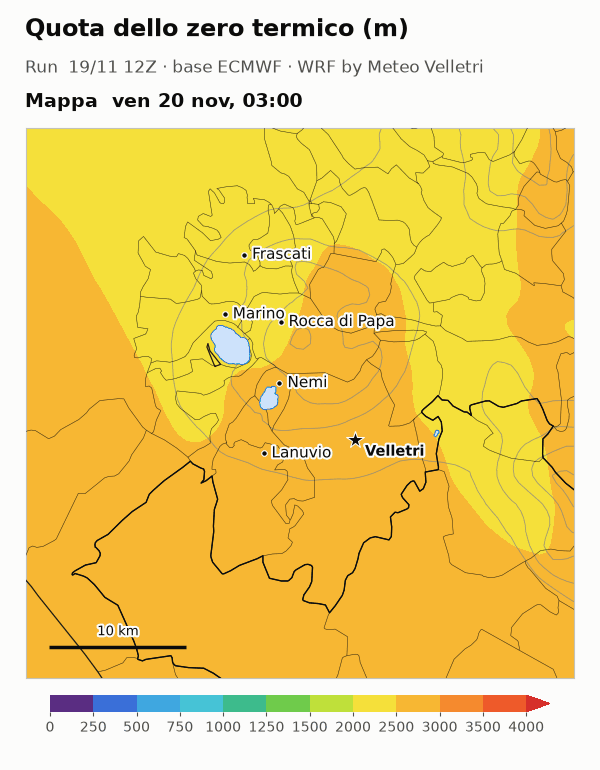 Quota dello zero termico (m)
Run  19/11 12Z · base ECMWF · WRF by Meteo Velletri
Mappa  ven 20 nov, 03:00
Frascati
Marino
Rocca di Papa
Nemi
Velletri
Lanuvio
10 km
0 250 500 750 1000 1250 1500 2000 2500 3000 3500 4000